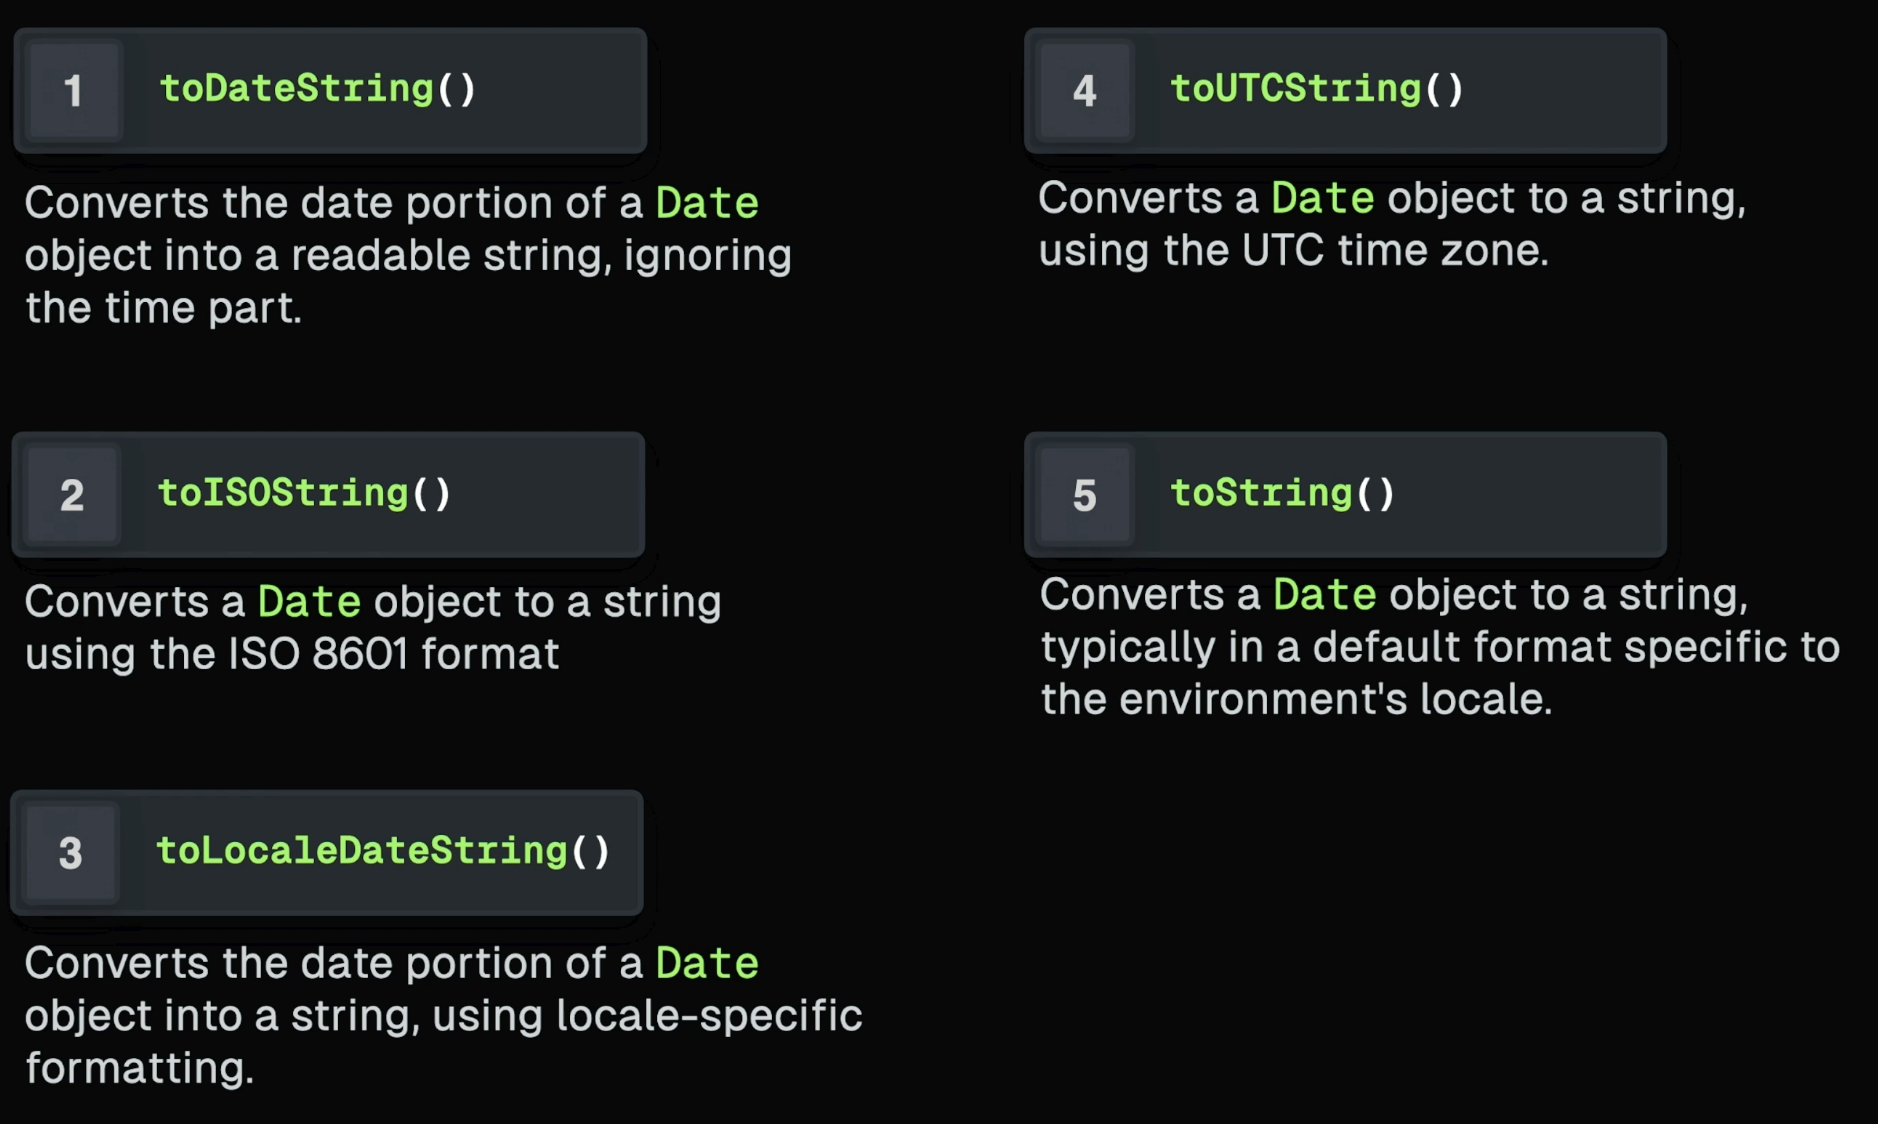 1
toDateString()
Converts the date portion of a Date
object into a readable string, ignoring
the time part.
2
toISOString()
Converts a Date object to a string
using the ISO 8601 format
3
toLocaleDateString()
Converts the date portion of a Date
object into a string, using locale-specific
formatting.
4
toUTCString()
Converts a Date object to a string,
using the UTC time zone.
5
toString()
Converts a Date object to a string,
typically in a default format specific to
the environment's locale.